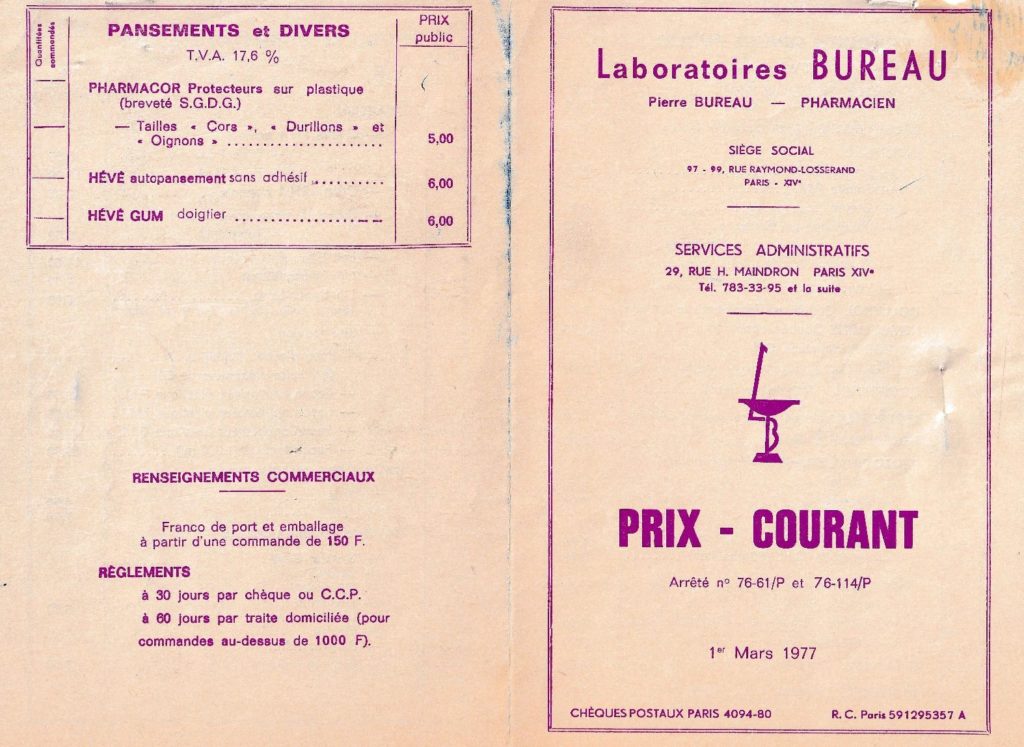 Quantitées
commandés
PANSEMENTS et DIVERS
T.V.A. 17,6 %
PRIX
public
PHARMACOR Protecteurs sur plastique
(breveté S.G.D.G.)
— Tailles « Cors », « Durillons » et
« Oignons » ......................
5,00
HÉVÉ autopansement sans adhésif ..........
6,00
HÉVÉ GUM doigtier ......................
6,00
RENSEIGNEMENTS COMMERCIAUX
Franco de port et emballage
à partir d'une commande de 150 F.
RÈGLEMENTS
à 30 jours par chèque ou C.C.P.
à 60 jours par traite domiciliée (pour
commandes au-dessus de 1000 F).
Laboratoires BUREAU
Pierre BUREAU — PHARMACIEN
SIÈGE SOCIAL
97 - 99, RUE RAYMOND-LOSSERAND
PARIS - XIVe
SERVICES ADMINISTRATIFS
29, RUE H. MAINDRON PARIS XIVe
Tél. 783-33-95 et la suite
LB
PRIX - COURANT
Arrêté no 76-61/P et 76-114/P
1er Mars 1977
CHÈQUES POSTAUX PARIS 4094-80
R. C. Paris 591295357 A